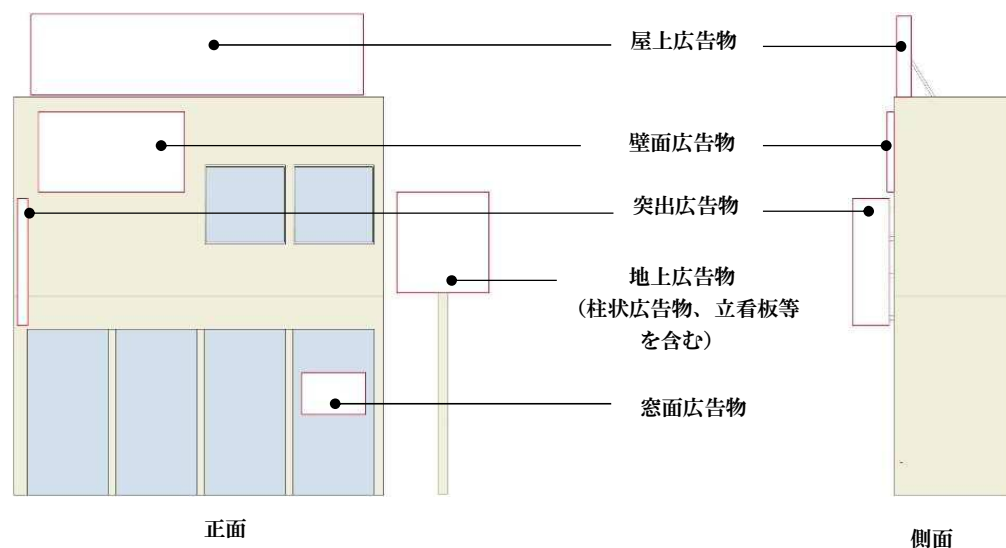 屋上広告物
壁面広告物
突出広告物
地上広告物
（柱状広告物、立看板等
を含む）
窓面広告物
正面
側面